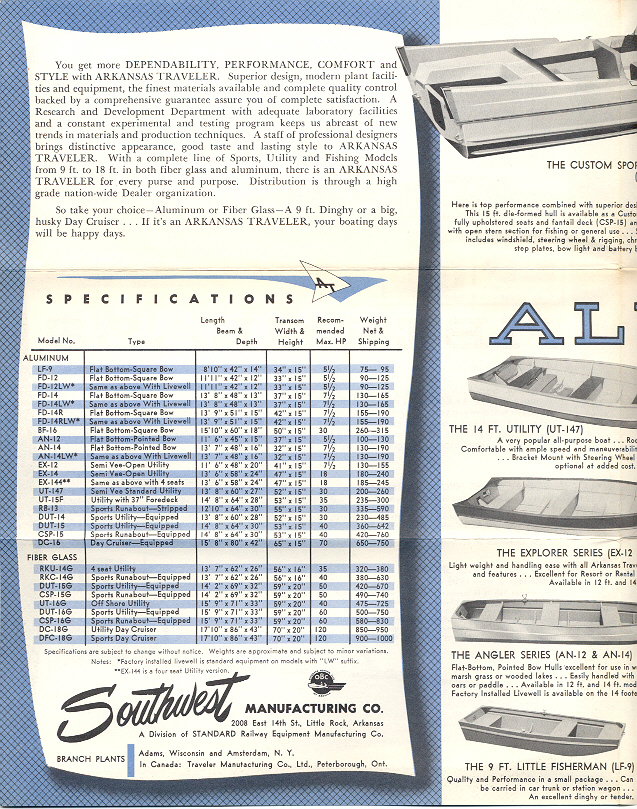 You get more DEPENDABILITY, PERFORMANCE, COMFORT and
STYLE with ARKANSAS TRAVELER. Superior design, modern plant facili-
ties and equipment, the finest materials available and complete quality control
backed by a comprehensive guarantee assure you of complete satisfaction. A
Research and Development Department with adequate laboratory facilities
and a constant experimental and testing program keeps us abreast of new
trends in materials and production techniques. A staff of professional designers
brings distinctive appearance, good taste and lasting style to ARKANSAS
TRAVELER. With a complete line of Sports, Utility and Fishing Models
from 9 ft. to 18 ft. in both fiber glass and aluminum, there is an ARKANSAS
TRAVELER for every purse and purpose. Distribution is through a high
grade nation-wide Dealer organization.
So take your choice—Aluminum or Fiber Glass—A 9 ft. Dinghy or a big,
husky Day Cruiser . . . If it's an ARKANSAS TRAVELER, your boating days
will be happy days.
AT
SPECIFICATIONS
Model No. Type Length Beam & Depth Transom Width & Height Recom- mended Max. HP Weight Net & Shipping
ALUMINUM
LF-9 Flat Bottom-Square Bow 8'10" x 42" x 14" 34" x 15" 5½ 75— 95
FD-12 Flat Bottom-Square Bow 11'11" x 42" x 12" 33" x 15" 5½ 90—125
FD-12LW* Same as above With Livewell 11'11" x 42" x 12" 33" x 15" 5½ 90—125
FD-14 Flat Bottom-Square Bow 13' 8" x 48" x 13" 37" x 15" 7½ 130—165
FD-14LW* Same as above With Livewell 13' 8" x 48" x 13" 37" x 15" 7½ 130—165
FD-14R Flat Bottom-Square Bow 13' 9" x 51" x 15" 42" x 15" 7½ 155—190
FD-14RLW* Same as above With Livewell 13' 9" x 51" x 15" 42" x 15" 7½ 155—190
BF-16 Flat Bottom-Square Bow 15'10" x 60" x 18" 50" x 15" 30 260—315
AN-12 Flat Bottom-Pointed Bow 11' 6" x 45" x 15" 37" x 15" 5½ 100—130
AN-14 Flat Bottom-Pointed Bow 13' 7" x 48" x 16" 32" x 15" 7½ 130—190
AN-14LW* Same as above With Livewell 13' 7" x 48" x 16" 32" x 15" 7½ 130—190
EX-12 Semi Vee-Open Utility 11' 6" x 48" x 20" 41" x 15" 7½ 130—155
EX-14 Semi Vee-Open Utility 13' 6" x 58" x 24" 47" x 15" 18 180—240
EX-144** Same as above with 4 seats 13' 6" x 58" x 24" 47" x 15" 18 185—245
UT-147 Semi Vee Standard Utility 13' 8" x 60" x 27" 52" x 15" 30 200—260
UT-15F Utility with 37" Foredeck 14' 8" x 64" x 28" 53" x 15" 35 235—300
RB-13 Sports Runabout—Stripped 12'10" x 64" x 30" 55" x 15" 30 335—590
DUT-14 Sports Utility—Equipped 13' 8" x 60" x 28" 52" x 15" 30 230—485
DUT-15 Sports Utility—Equipped 14' 8" x 64" x 30" 53" x 15" 40 360—642
CSP-15 Sports Runabout—Equipped 14' 8" x 64" x 30" 53" x 15" 40 420—760
DC-16 Day Cruiser—Equipped 15' 8" x 80" x 42" 65" x 15" 70 650—750
FIBER GLASS
RKU-14G 4 seat Utility 13' 7" x 62" x 26" 56" x 16" 35 320—380
RKC-14G Sports Runabout—Equipped 13' 7" x 62" x 26" 56" x 16" 40 380—630
DUT-15G Sports Utility—Equipped 14' 2" x 69" x 32" 59" x 20" 50 420—670
CSP-15G Sports Runabout—Equipped 14' 2" x 69" x 32" 59" x 20" 50 490—740
UT-16G Off Shore Utility 15' 9" x 71" x 33" 59" x 20" 40 475—725
DUT-16G Sports Utility—Equipped 15' 9" x 71" x 33" 59" x 20" 60 500—750
CSP-16G Sports Runabout—Equipped 15' 9" x 71" x 33" 59" x 20" 60 580—830
DC-18G Utility Day Cruiser 17'10" x 86" x 43" 70" x 20" 120 850—950
DFC-18G Sports Day Cruiser 17'10" x 86" x 43" 70" x 20" 120 900—1000
Specifications are subject to change without notice. Weights are approximate and subject to minor variations.
Notes: *Factory installed livewell is standard equipment on models with "LW" suffix.
**EX-144 is a four seat Utility version.
OBC
Southwest
MANUFACTURING CO.
2008 East 14th St., Little Rock, Arkansas
A Division of STANDARD Railway Equipment Manufacturing Co.
BRANCH PLANTS
Adams, Wisconsin and Amsterdam, N. Y.
In Canada: Traveler Manufacturing Co., Ltd., Peterborough, Ont.
THE CUSTOM SPOR
Here is top performance combined with superior desi
This 15 ft. die-formed hull is available as a Custo
fully upholstered seats and fantail deck (CSP-15) an
with open stern section for fishing or general use . . .
includes windshield, steering wheel & rigging, chr
step plates, bow light and battery b
AL
THE 14 FT. UTILITY (UT-147)
A very popular all-purpose boat . . . Roo
Comfortable with ample speed and maneuverabili
. . . Bracket Mount with Steering Wheel
optional at added cost.
THE EXPLORER SERIES (EX-12
Light weight and handling ease with all Arkansas Trav
and features . . . Excellent for Resort or Rental
Available in 12 ft. and 14
THE ANGLER SERIES (AN-12 & AN-14)
Flat-Bottom, Pointed Bow Hulls excellent for use in w
marsh grass or wooded lakes . . . Easily handled with
oars or paddle . . . Available in 12 ft. and 14 ft. mod
Factory Installed Livewell is available on the 14 foote
THE 9 FT. LITTLE FISHERMAN (LF-9)
Quality and Performance in a small package . . . Can
be carried in car trunk or station wagon . . .
An excellent dinghy or tender.